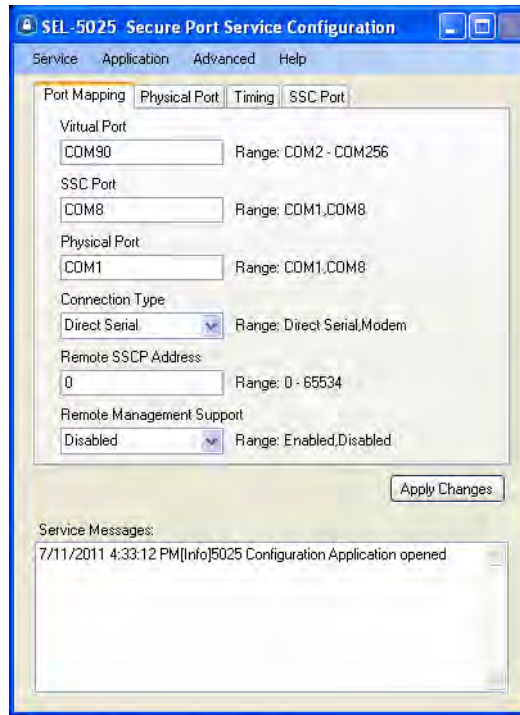 SEL-5025 Secure Port Service Configuration
Service Application Advanced Help
Port Mapping Physical Port Timing SSC Port
Virtual Port
COM90 Range: COM2 - COM256
SSC Port
COM8 Range: COM1,COM8
Physical Port
COM1 Range: COM1,COM8
Connection Type
Direct Serial Range: Direct Serial,Modem
Remote SSCP Address
0 Range: 0 - 65534
Remote Management Support
Disabled Range: Enabled,Disabled
Apply Changes
Service Messages:
7/11/2011 4:33:12 PM[Info]5025 Configuration Application opened